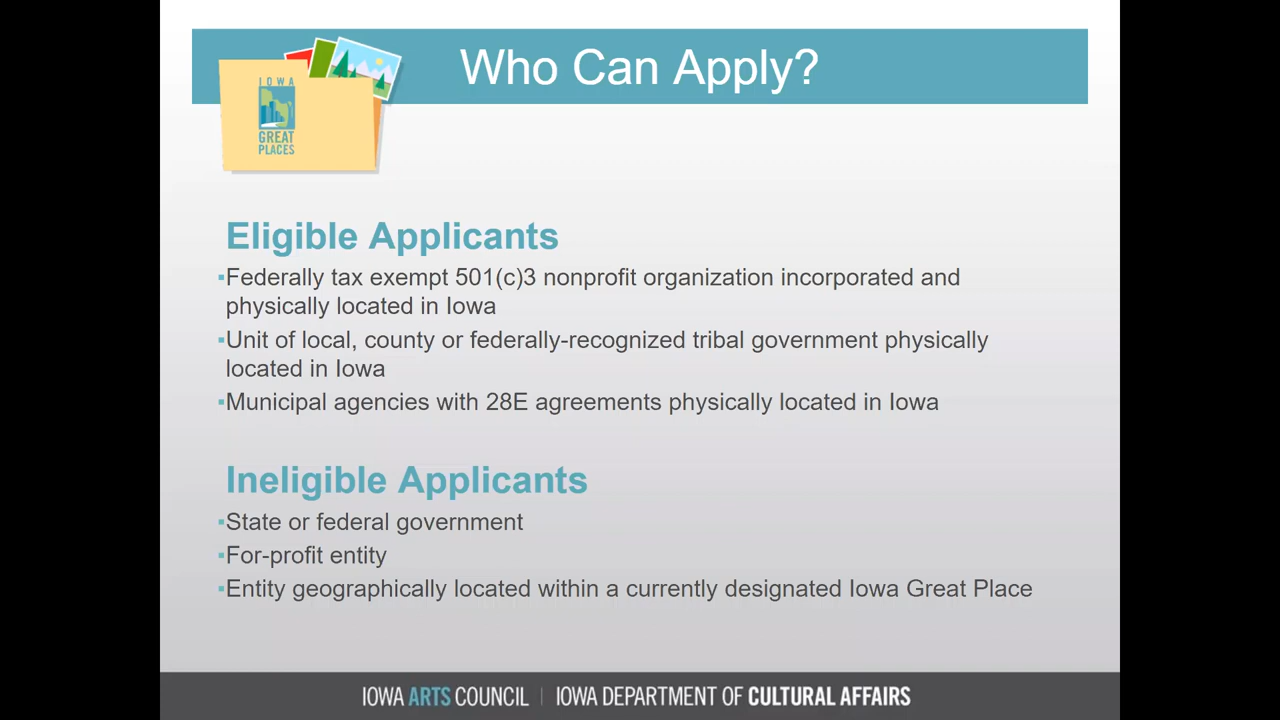 Who Can Apply?
IOWA
GREAT
PLACES
Eligible Applicants
▪Federally tax exempt 501(c)3 nonprofit organization incorporated and
physically located in Iowa
▪Unit of local, county or federally-recognized tribal government physically
located in Iowa
▪Municipal agencies with 28E agreements physically located in Iowa
Ineligible Applicants
▪State or federal government
▪For-profit entity
▪Entity geographically located within a currently designated Iowa Great Place
IOWA ARTS COUNCIL | IOWA DEPARTMENT OF CULTURAL AFFAIRS